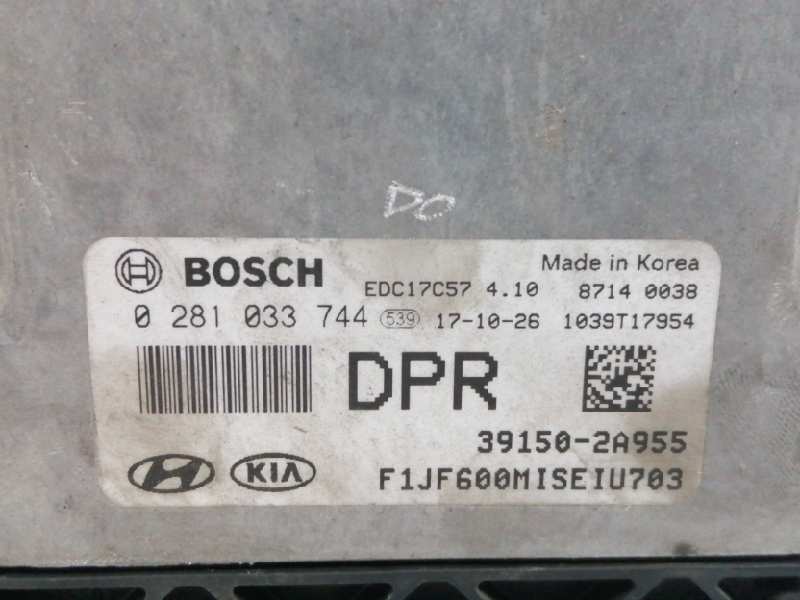 DO
BOSCH EDC17C57 4.10 Made in Korea 8714 0038
0 281 033 744 539 17-10-26 1039T17954
DPR
39150-2A955
KIA F1JF600MISEIU703